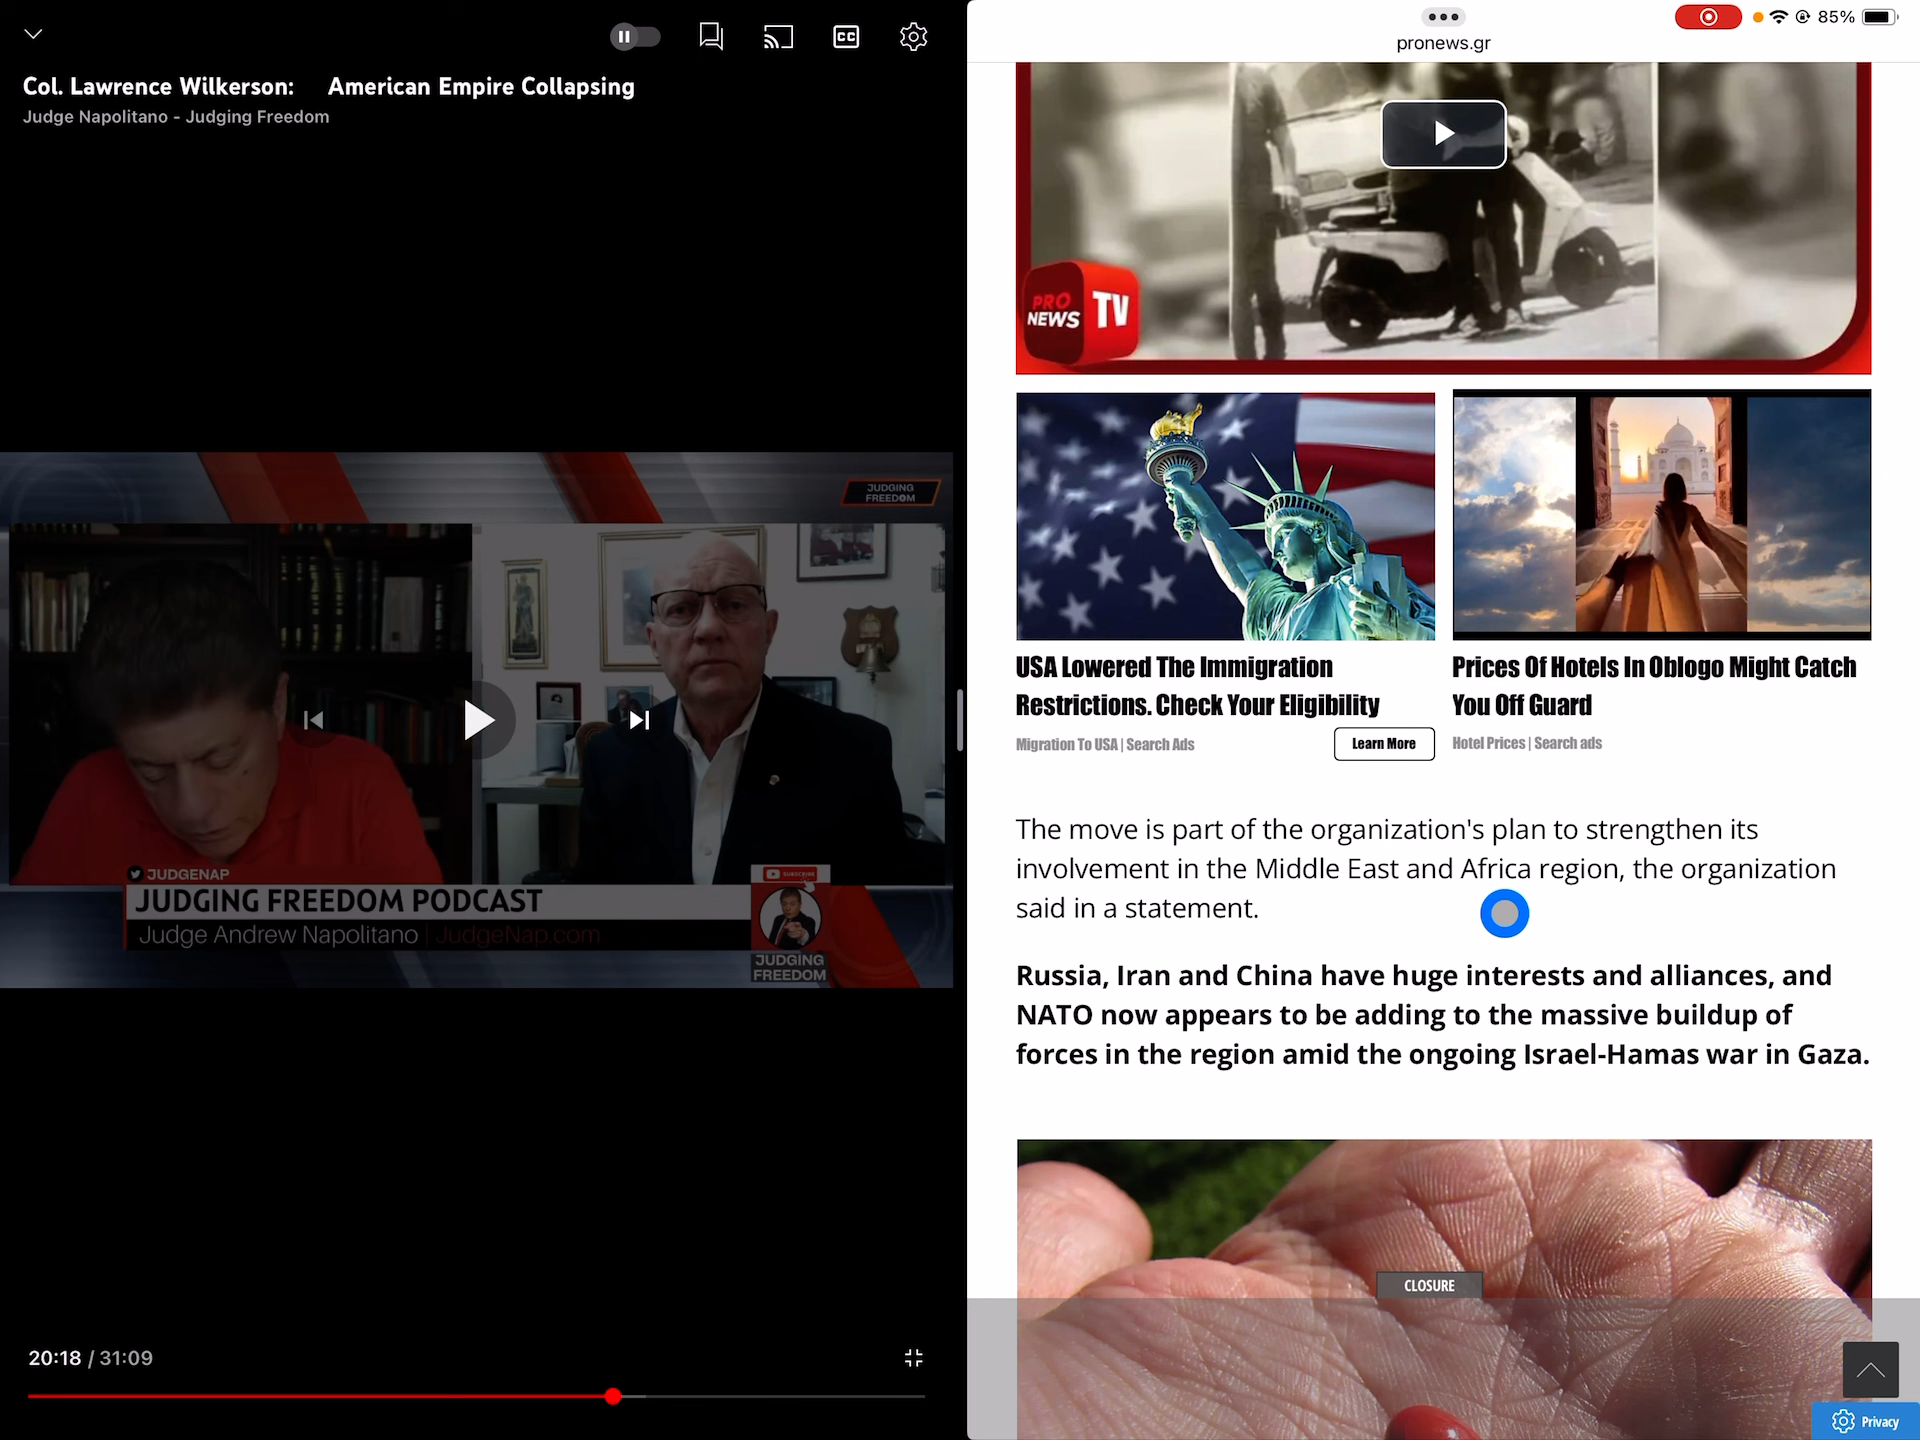 Col. Lawrence Wilkerson: American Empire Collapsing
Judge Napolitano - Judging Freedom
CC
JUDGING
FREEDOM
JUDGENAP
SUBSCRIBE
JUDGING FREEDOM PODCAST
Judge Andrew Napolitano | JudgeNap.com
JUDGING
FREEDOM
20:18 / 31:09
85%
pronews.gr
PRO
NEWS
TV
USA Lowered The Immigration
Restrictions. Check Your Eligibility
Migration To USA | Search Ads
Learn More
Prices Of Hotels In Oblogo Might Catch
You Off Guard
Hotel Prices | Search ads
The move is part of the organization's plan to strengthen its
involvement in the Middle East and Africa region, the organization
said in a statement.
Russia, Iran and China have huge interests and alliances, and
NATO now appears to be adding to the massive buildup of
forces in the region amid the ongoing Israel-Hamas war in Gaza.
CLOSURE
Privacy